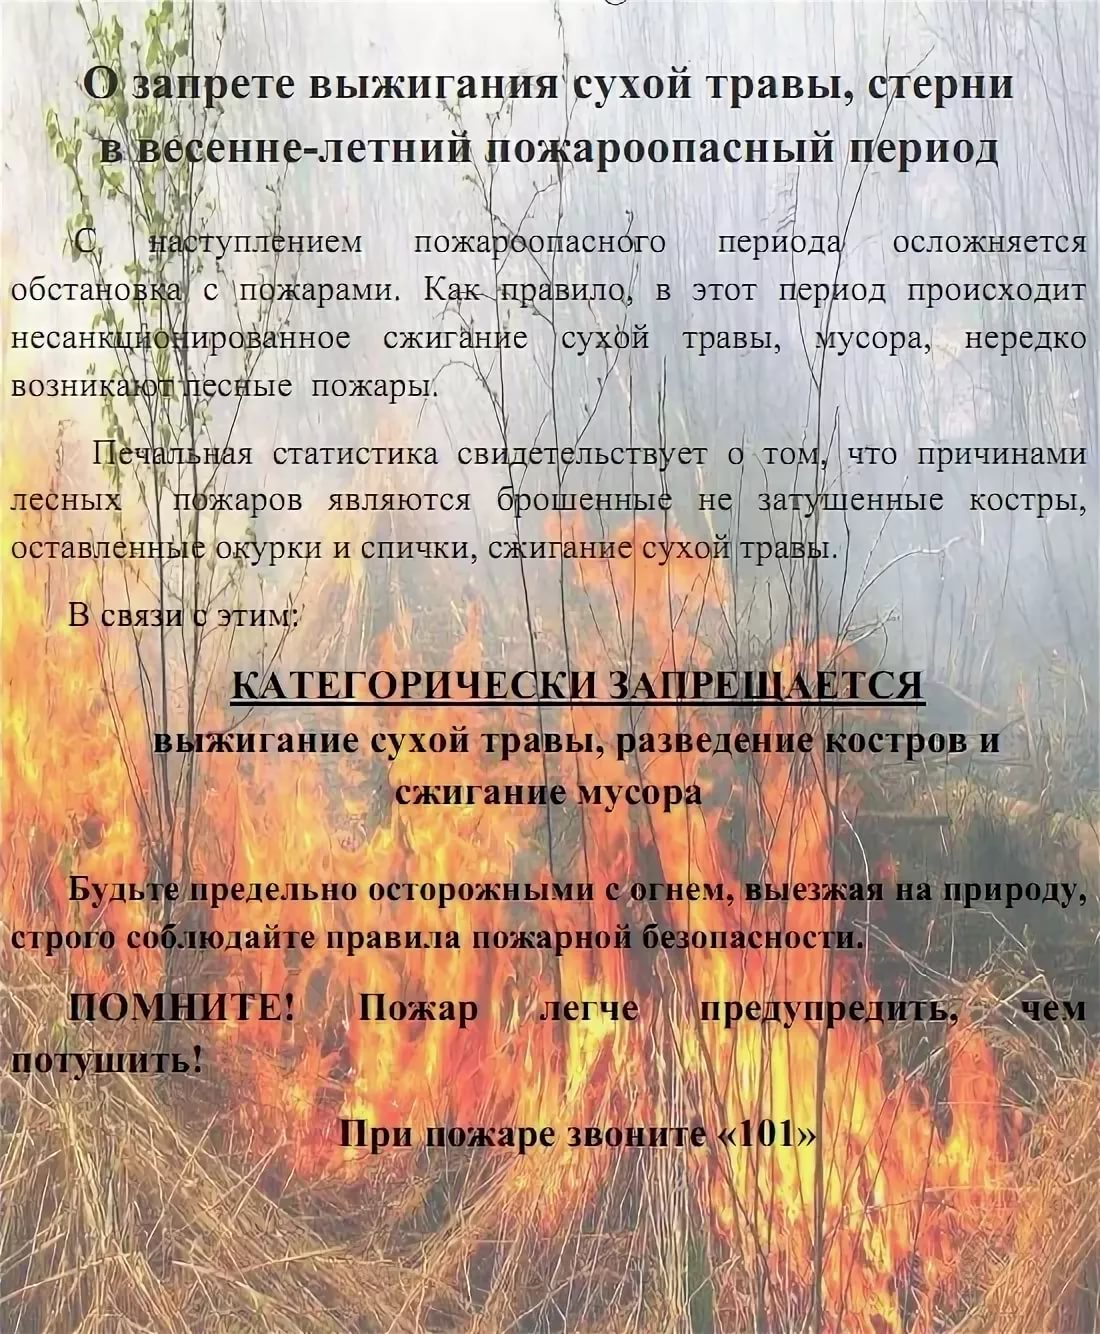 О запрете выжигания сухой травы, стерни
в весенне-летний пожароопасный период
С наступлением пожароопасного периода осложняется
обстановка с пожарами. Как правило, в этот период происходит
несанкционированное сжигание сухой травы, мусора, нередко
возникают лесные пожары.
Печальная статистика свидетельствует о том, что причинами
лесных пожаров являются брошенные не затушенные костры,
оставленные окурки и спички, сжигание сухой травы.
В связи с этим:
КАТЕГОРИЧЕСКИ ЗАПРЕЩАЕТСЯ
выжигание сухой травы, разведение костров и
сжигание мусора
Будьте предельно осторожными с огнем, выезжая на природу,
строго соблюдайте правила пожарной безопасности.
ПОМНИТЕ! Пожар легче предупредить, чем
потушить!
При пожаре звоните «101»